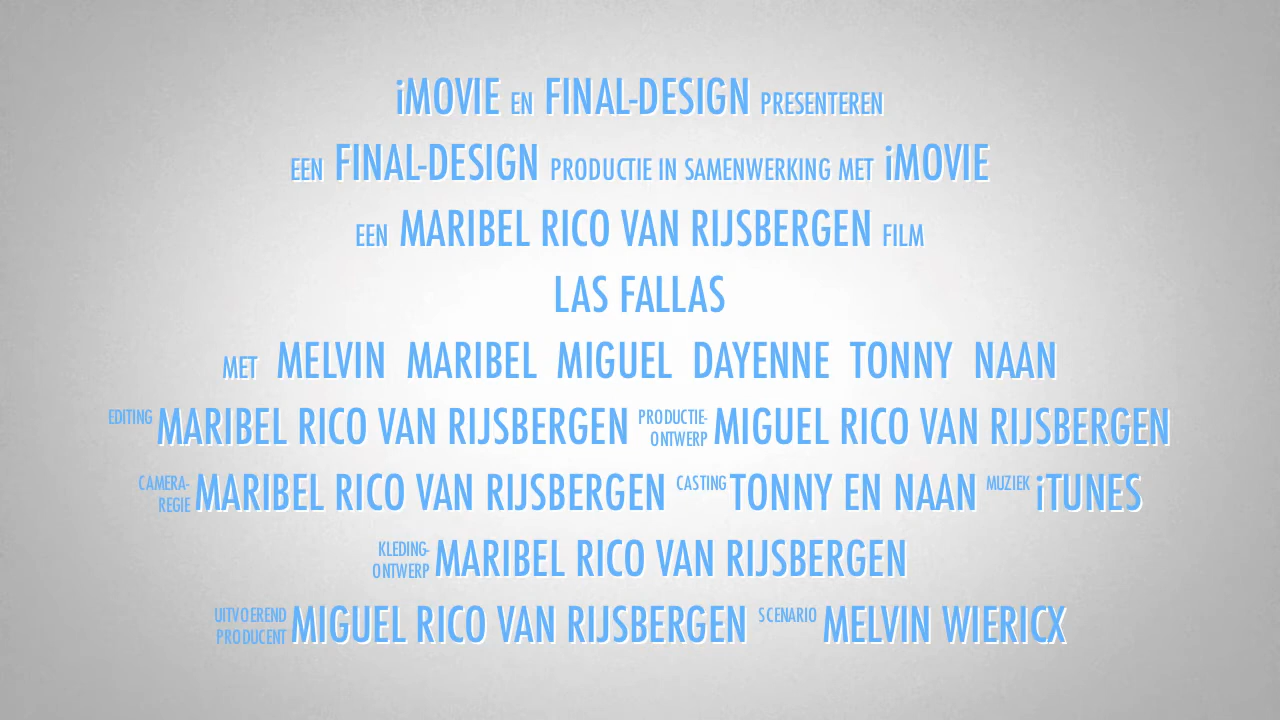 iMOVIE EN FINAL-DESIGN PRESENTEREN
EEN FINAL-DESIGN PRODUCTIE IN SAMENWERKING MET iMOVIE
EEN MARIBEL RICO VAN RIJSBERGEN FILM
LAS FALLAS
MET MELVIN MARIBEL MIGUEL DAYENNE TONNY NAAN
EDITING MARIBEL RICO VAN RIJSBERGEN PRODUCTIE-ONTWERP MIGUEL RICO VAN RIJSBERGEN
CAMERA-REGIE MARIBEL RICO VAN RIJSBERGEN CASTING TONNY EN NAAN MUZIEK iTUNES
KLEDING-ONTWERP MARIBEL RICO VAN RIJSBERGEN
UITVOEREND PRODUCENT MIGUEL RICO VAN RIJSBERGEN SCENARIO MELVIN WIERICX